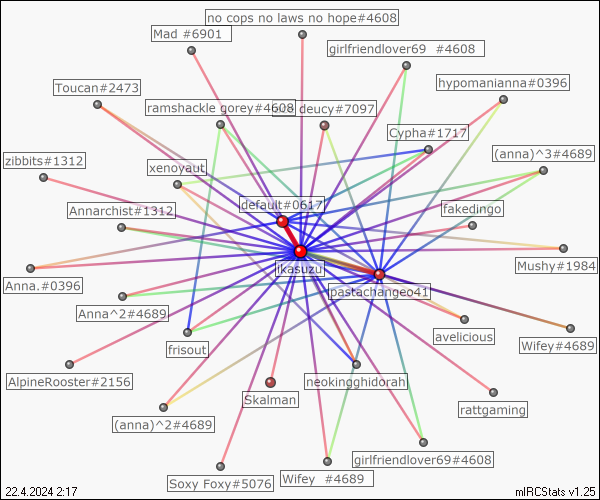 no cops no laws no hope#4608
Mad #6901
girlfriendlover69 #4608
hypomanianna#0396
Toucan#2473
ramshackle gorey#4608
deucy#7097
Cypha#1717
(anna)^3#4689
zibbits#1312
xenoyaut
default#0617
fakedingo
Annarchist#1312
Mushy#1984
Anna.#0396
ikasuzu
pastachangeo41
Anna^2#4689
avelicious
Wifey#4689
frisout
AlpineRooster#2156
neokingghidorah
Skalman
rattgaming
(anna)^2#4689
girlfriendlover69#4608
Soxy Foxy#5076
Wifey #4689
22.4.2024 2:17
mIRCStats v1.25